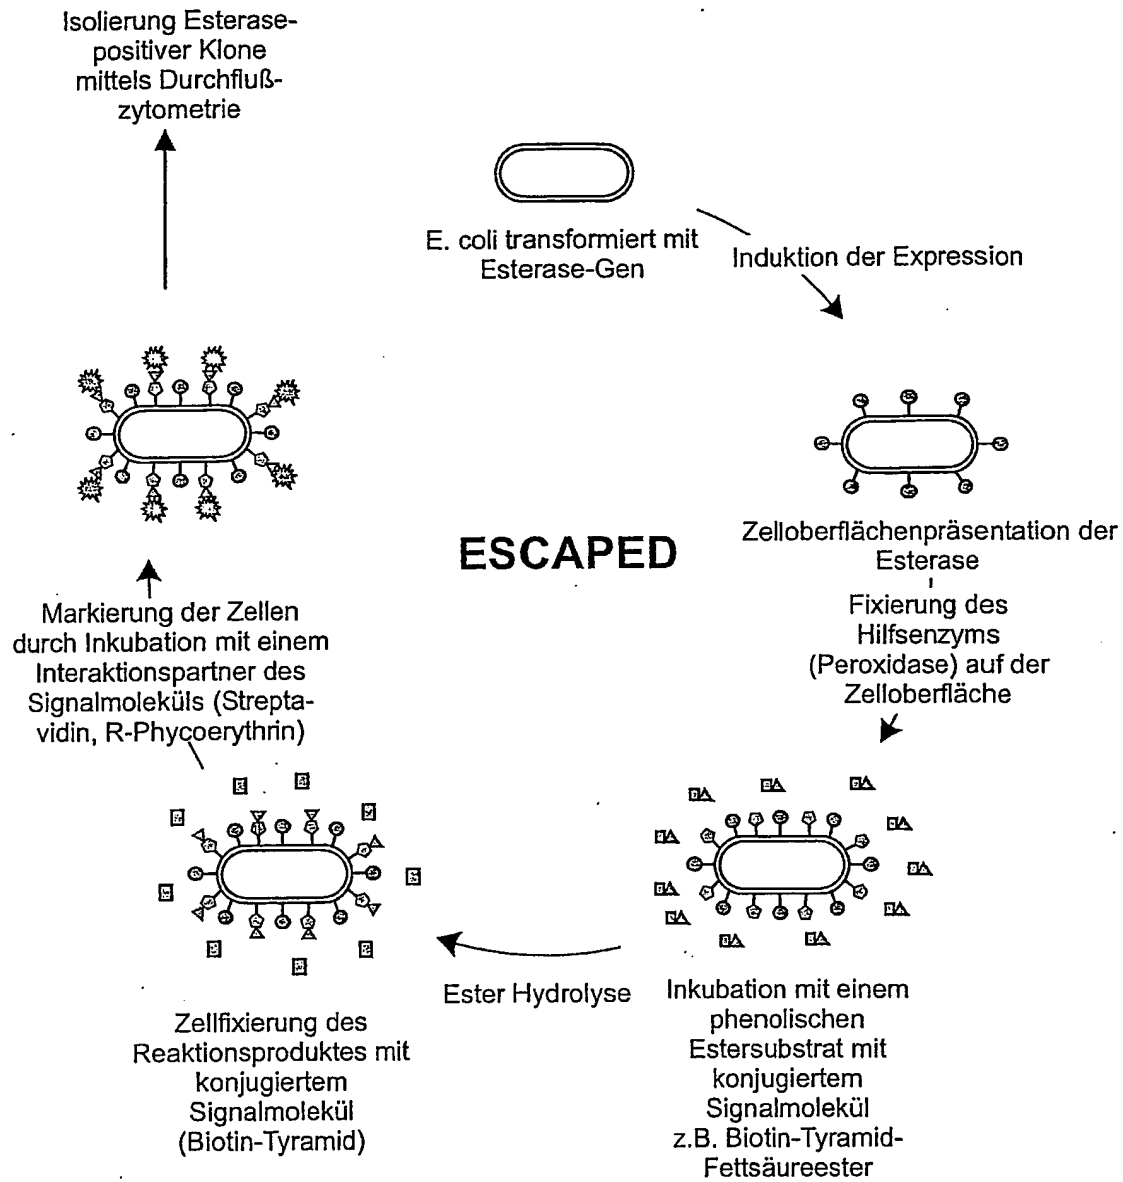 Isolierung Esterase-
positiver Klone
mittels Durchfluß-
zytometrie
E. coli transformiert mit
Esterase-Gen
Induktion der Expression
Zelloberflächenpräsentation der
Esterase
Fixierung des
Hilfsenzyms
(Peroxidase) auf der
Zelloberfläche
ESCAPED
Markierung der Zellen
durch Inkubation mit einem
Interaktionspartner des
Signalmoleküls (Strepta-
vidin, R-Phycoerythrin)
Ester Hydrolyse
Inkubation mit einem
phenolischen
Estersubstrat mit
konjugiertem
Signalmolekül
z.B. Biotin-Tyramid-
Fettsäureester
Zellfixierung des
Reaktionsproduktes mit
konjugiertem
Signalmolekül
(Biotin-Tyramid)